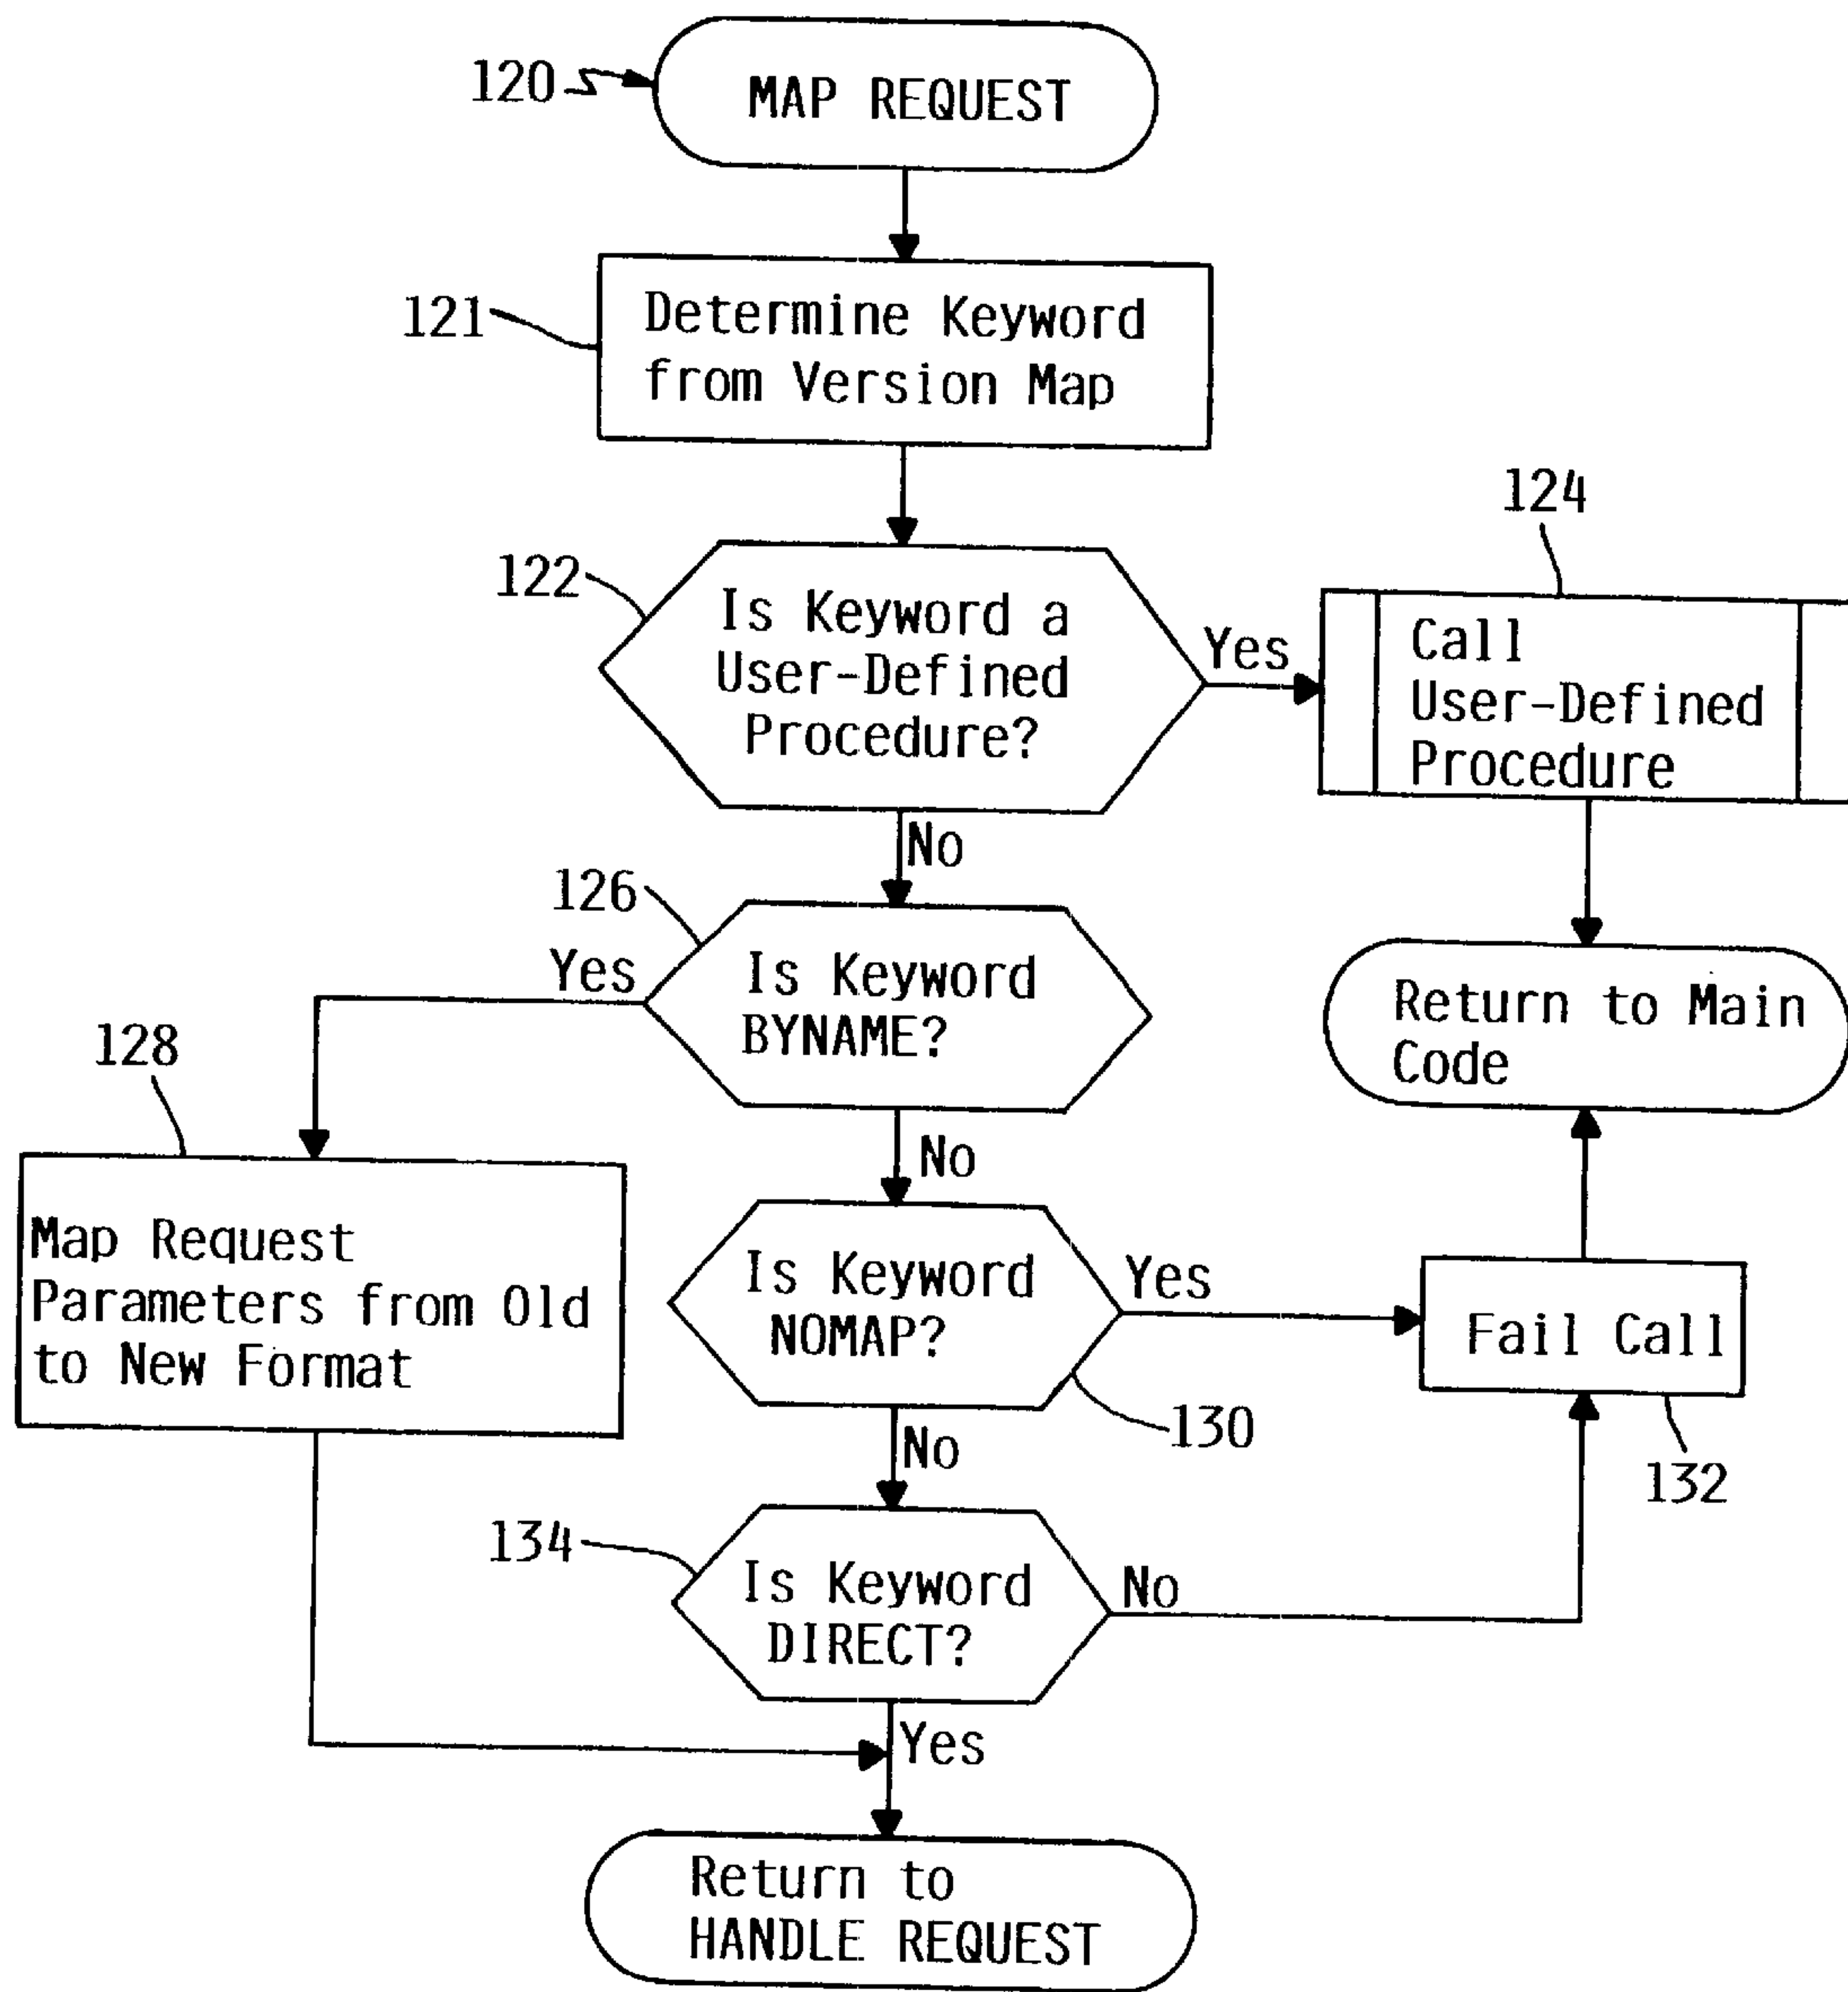 120
MAP REQUEST
121
Determine Keyword
from Version Map
122
Is Keyword a
User-Defined
Procedure?
Yes
124
Call
User-Defined
Procedure
No
126
Yes
Is Keyword
BYNAME?
Return to Main
Code
128
Map Request
Parameters from Old
to New Format
No
Is Keyword
NOMAP?
Yes
Fail Call
130
132
No
134
Is Keyword
DIRECT?
No
Yes
Return to
HANDLE REQUEST